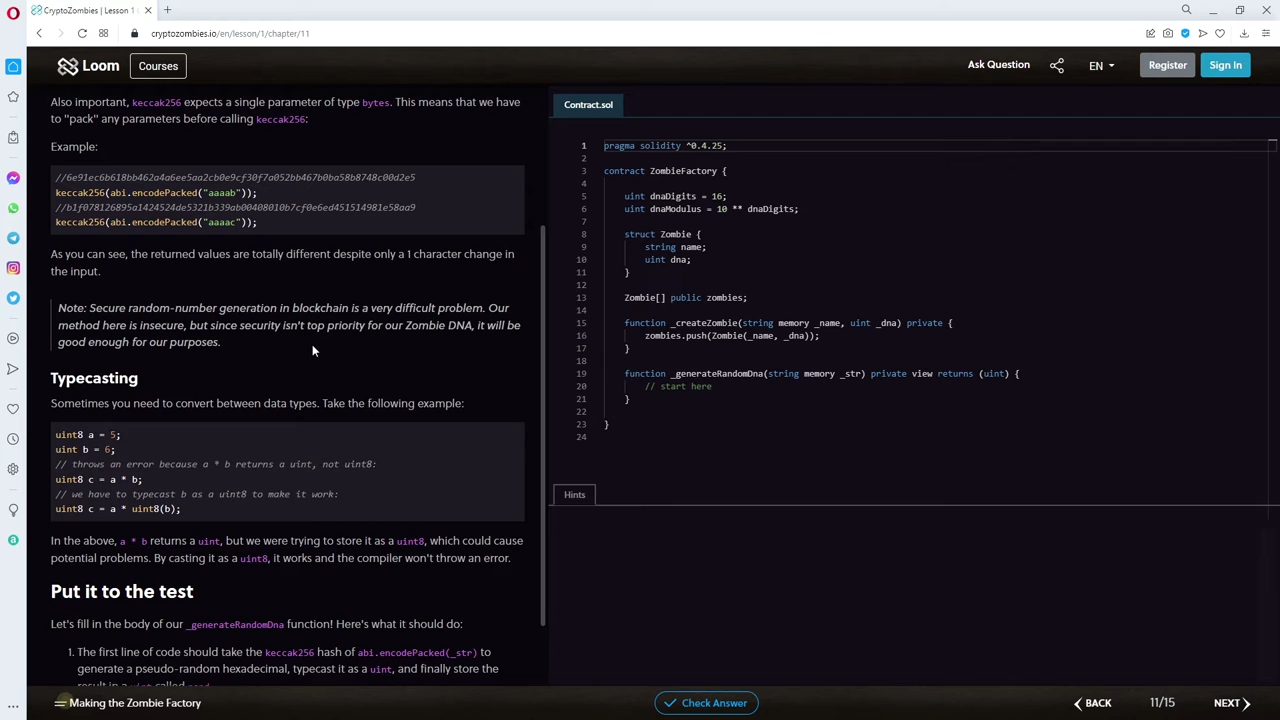 CryptoZombies | Lesson 1
cryptozombies.io/en/lesson/1/chapter/11
Loom
Courses
Ask Question
EN
Register
Sign In
Also important, keccak256 expects a single parameter of type bytes. This means that we have
to "pack" any parameters before calling keccak256:
Example:
//6e91ec6b618bb462a4a6ee5aa2cb0e9cf30f7a052bb467b0ba58b8748c00d2e5
keccak256(abi.encodePacked("aaaab"));
//b1f078126895a1424524de5321b339ab00408010b7cf0e6ed451514981e58aa9
keccak256(abi.encodePacked("aaaac"));
As you can see, the returned values are totally different despite only a 1 character change in
the input.
Note: Secure random-number generation in blockchain is a very difficult problem. Our
method here is insecure, but since security isn't top priority for our Zombie DNA, it will be
good enough for our purposes.
Typecasting
Sometimes you need to convert between data types. Take the following example:
uint8 a = 5;
uint b = 6;
// throws an error because a * b returns a uint, not uint8:
uint8 c = a * b;
// we have to typecast b as a uint8 to make it work:
uint8 c = a * uint8(b);
In the above, a * b returns a uint, but we were trying to store it as a uint8, which could cause
potential problems. By casting it as a uint8, it works and the compiler won't throw an error.
Put it to the test
Let's fill in the body of our _generateRandomDna function! Here's what it should do:
1. The first line of code should take the keccak256 hash of abi.encodePacked(_str) to
generate a pseudo-random hexadecimal, typecast it as a uint, and finally store the
result in a uint called rand.
Contract.sol
1 pragma solidity ^0.4.25;
2
3 contract ZombieFactory {
4
5 uint dnaDigits = 16;
6 uint dnaModulus = 10 ** dnaDigits;
7
8 struct Zombie {
9 string name;
10 uint dna;
11 }
12
13 Zombie[] public zombies;
14
15 function _createZombie(string memory _name, uint _dna) private {
16 zombies.push(Zombie(_name, _dna));
17 }
18
19 function _generateRandomDna(string memory _str) private view returns (uint) {
20 // start here
21 }
22
23 }
24
Hints
Making the Zombie Factory
Check Answer
BACK
11/15
NEXT